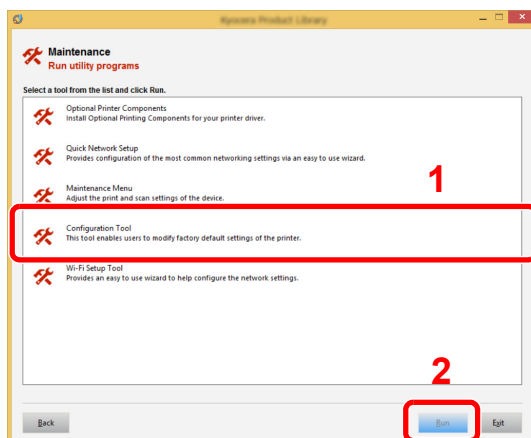 Kyocera Product Library
Maintenance
Run utility programs
Select a tool from the list and click Run.
Optional Printer Components
Install Optional Printing Components for your printer driver.
Quick Network Setup
Provides configuration of the most common networking settings via an easy to use wizard.
1
Maintenance Menu
Adjust the print and scan settings of the device.
Configuration Tool
This tool enables users to modify factory default settings of the printer.
Wi-Fi Setup Tool
Provides an easy to use wizard to help configure the network settings.
2
Back
Run
Exit